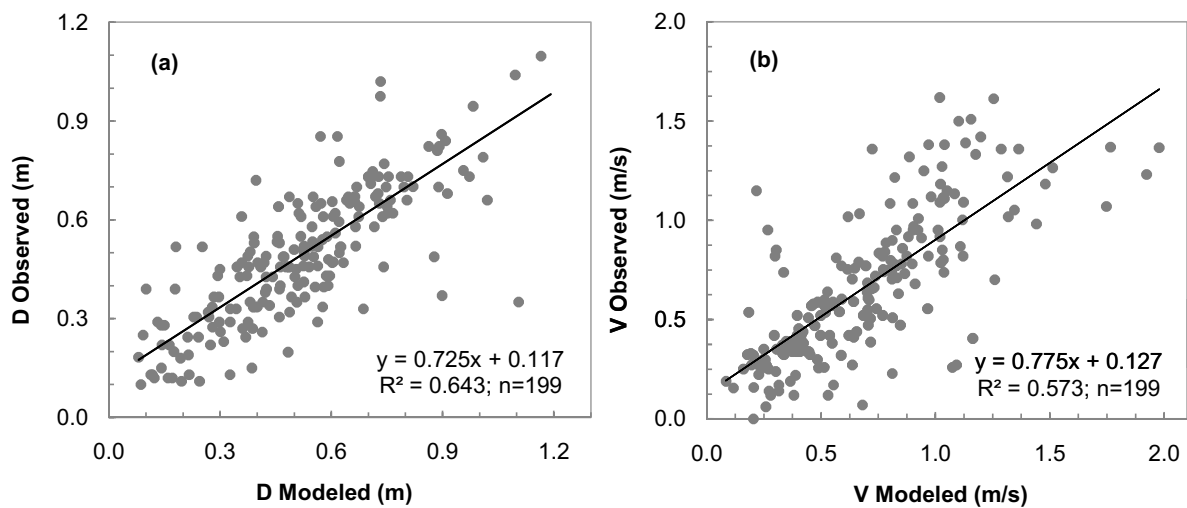 1.2
0.9
0.6
0.3
0.0
D Observed (m)
(a)
y = 0.725x + 0.117
R² = 0.643; n=199
0.0 0.3 0.6 0.9 1.2
D Modeled (m)
2.0
1.5
1.0
0.5
0.0
V Observed (m/s)
(b)
y = 0.775x + 0.127
R² = 0.573; n=199
0.0 0.5 1.0 1.5 2.0
V Modeled (m/s)